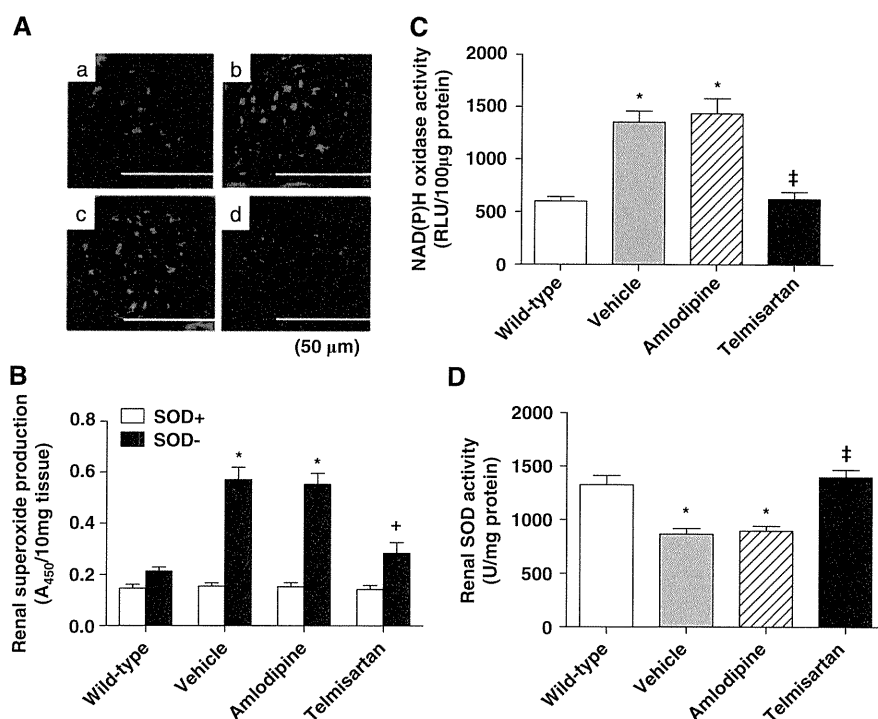 A
a
b
c
d
(50 μm)
B
SOD+
SOD-
Renal superoxide production
(A450/10mg tissue)
0.8
0.6
0.4
0.2
0.0
*
*
+
Wild-type
Vehicle
Amlodipine
Telmisartan
C
NAD(P)H oxidase activity
(RLU/100μg protein)
2000
1500
1000
500
0
*
*
‡
Wild-type
Vehicle
Amlodipine
Telmisartan
D
Renal SOD activity
(U/mg protein)
2000
1500
1000
500
0
*
*
‡
Wild-type
Vehicle
Amlodipine
Telmisartan